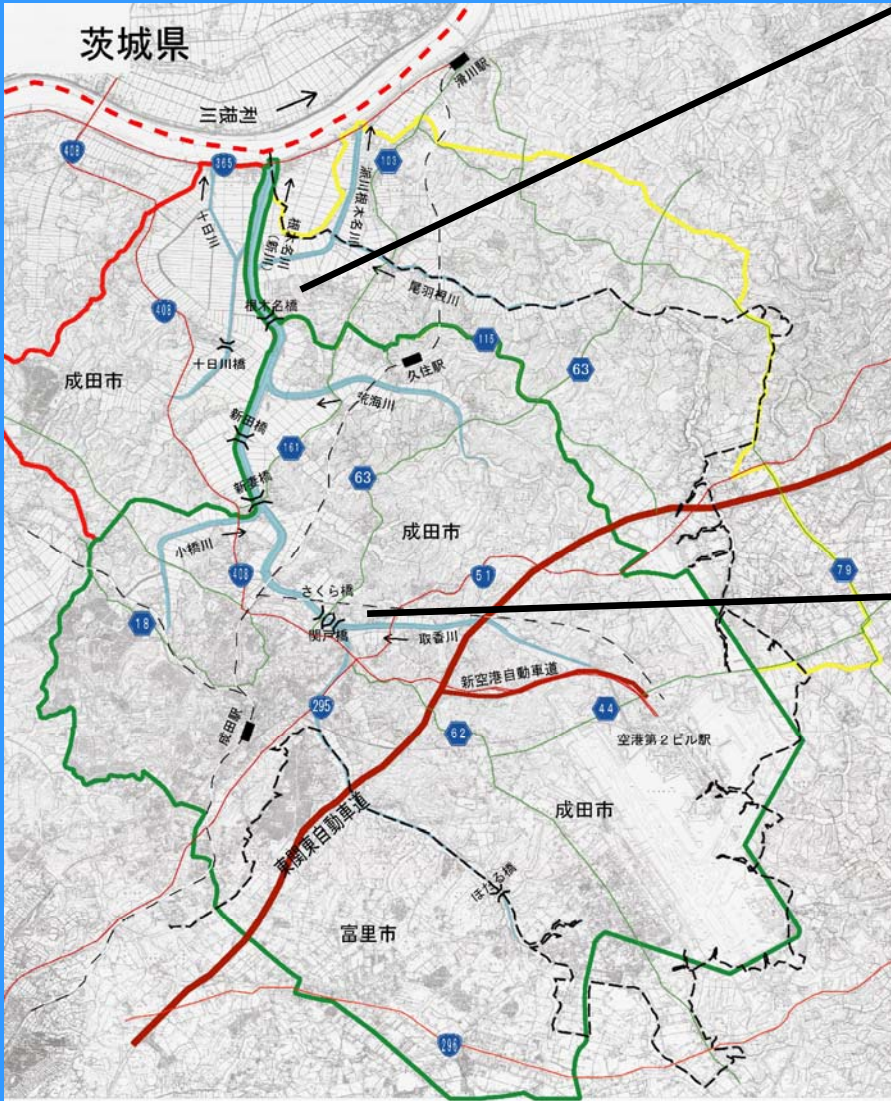 茨城県
滑川駅
利根川
408
365
103
十日川
根木名川
（新川）
派川根木名川
尾羽根川
408
根木名橋
115
十日川橋
久住駅
63
成田市
荒海川
新田橋
161
63
新妻橋
成田市
小橋川
408
51
79
さくら橋
18
関戸橋
取香川
新空港自動車道
295
44
成田駅
62
空港第２ビル駅
成田市
東関東自動車道
ほたる橋
富里市
296